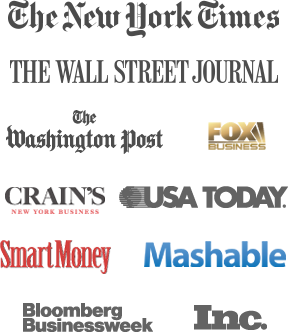 The New York Times
THE WALL STREET JOURNAL
The
Washington Post
FOX
BUSINESS
CRAIN'S
NEW YORK BUSINESS
USA TODAY.
SmartMoney
Mashable
Bloomberg
Businessweek
Inc.